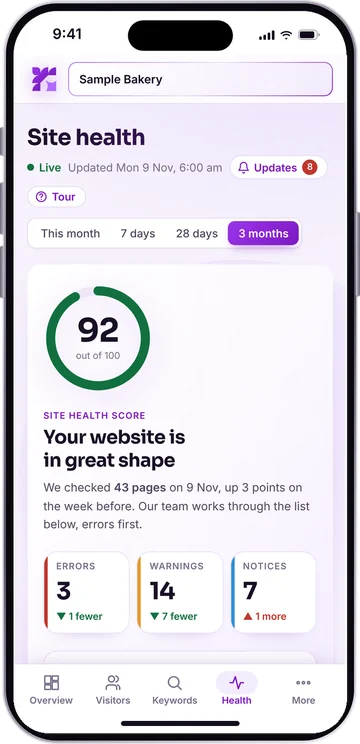 9:41
Sample Bakery
Site health
Live Updated Mon 9 Nov, 6:00 am Updates 8
Tour
This month 7 days 28 days 3 months
92
out of 100
SITE HEALTH SCORE
Your website is
in great shape
We checked 43 pages on 9 Nov, up 3 points on
the week before. Our team works through the list
below, errors first.
ERRORS WARNINGS NOTICES
3 14 7
▼ 1 fewer ▼ 7 fewer ▲ 1 more
Overview Visitors Keywords Health More